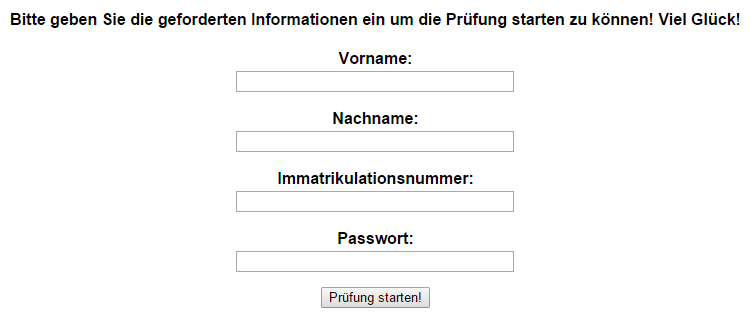 Bitte geben Sie die geforderten Informationen ein um die Prüfung starten zu können! Viel Glück!
Vorname:
Nachname:
Immatrikulationsnummer:
Passwort:
Prüfung starten!